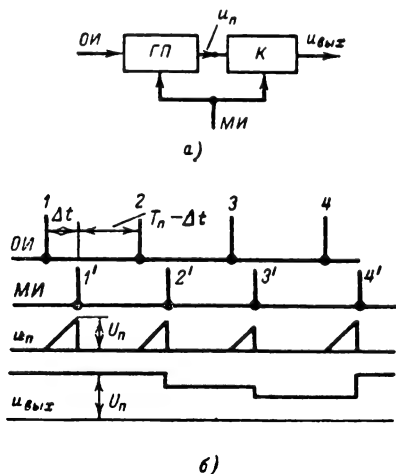 uп
ОИ ГП К uвых
МИ
а)
1 Δt 2 Tп − Δt 3 4
ОИ
МИ 1' 2' 3' 4'
uп Uп
uвых Uп
б)